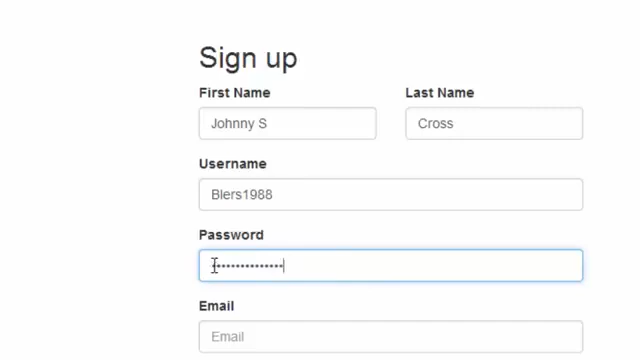 Sign up
First Name Last Name
Johnny S Cross
Username
Blers1988
Password
Email
Email